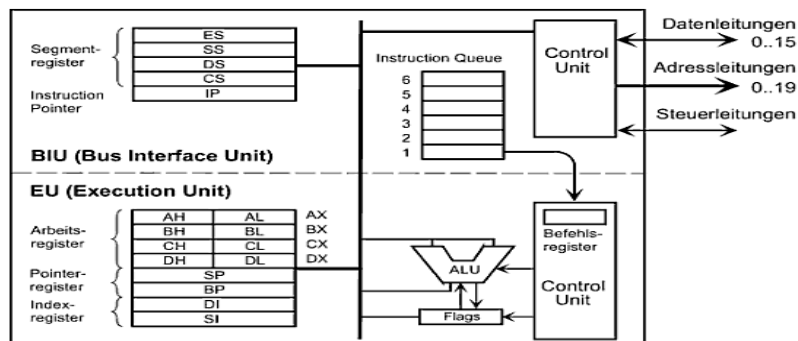 Segment-
register
Instruction
Pointer
ES
SS
DS
CS
IP
BIU (Bus Interface Unit)
Instruction Queue
6
5
4
3
2
1
Control
Unit
Datenleitungen
0..15
Adressleitungen
0..19
Steuerleitungen
EU (Execution Unit)
Arbeits-
register
Pointer-
register
Index-
register
AH AL AX
BH BL BX
CH CL CX
DH DL DX
SP
BP
DI
SI
ALU
Flags
Befehls-
register
Control
Unit